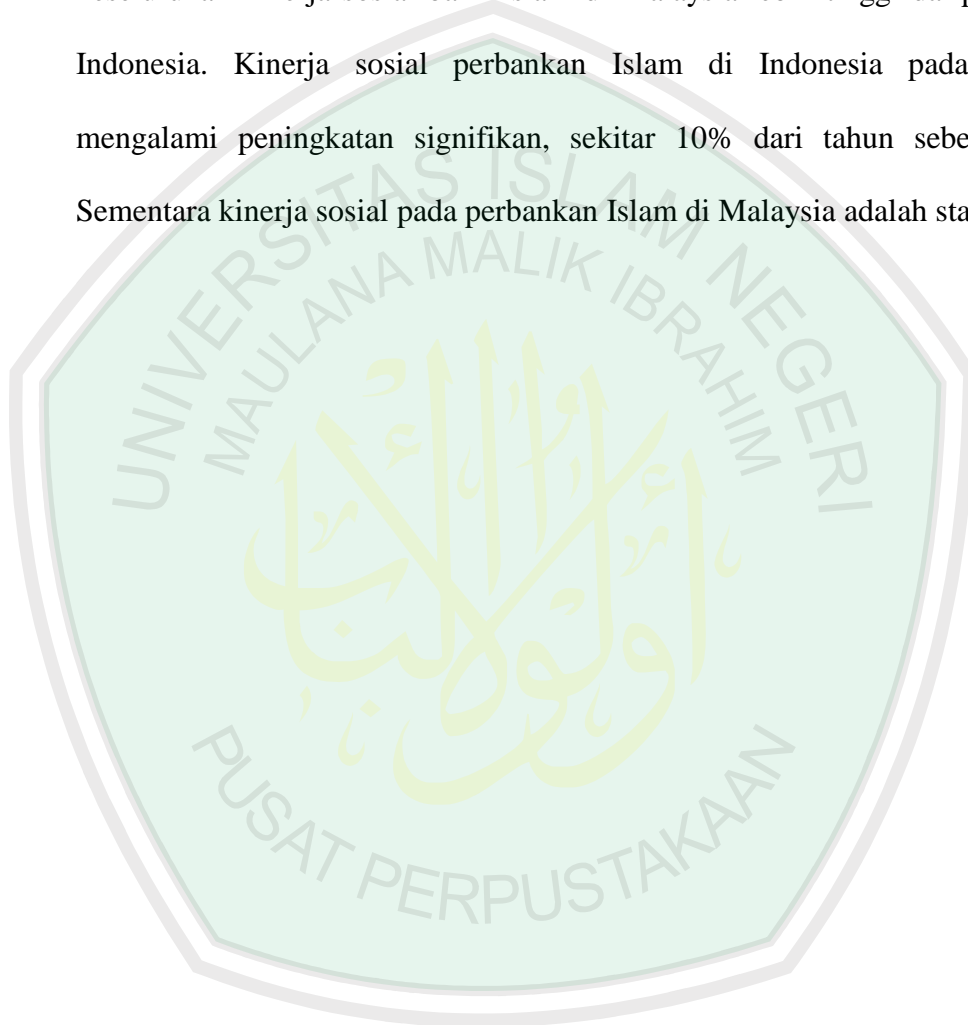 Indonesia. Kinerja sosial perbankan Islam di Indonesia pada
mengalami peningkatan signifikan, sekitar 10% dari tahun sebe
Sementara kinerja sosial pada perbankan Islam di Malaysia adalah sta
UNIVERSITAS ISLAM NEGERI
MAULANA MALIK IBRAHIM
PUSAT PERPUSTAKAAN